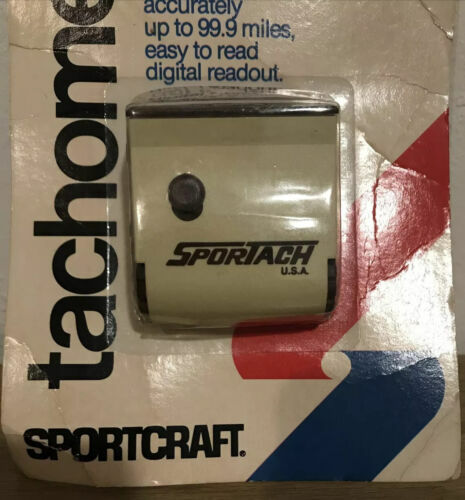 accurately
up to 99.9 miles,
easy to read
digital readout.
tachome
SPORTACH
U.S.A.
SPORTCRAFT.